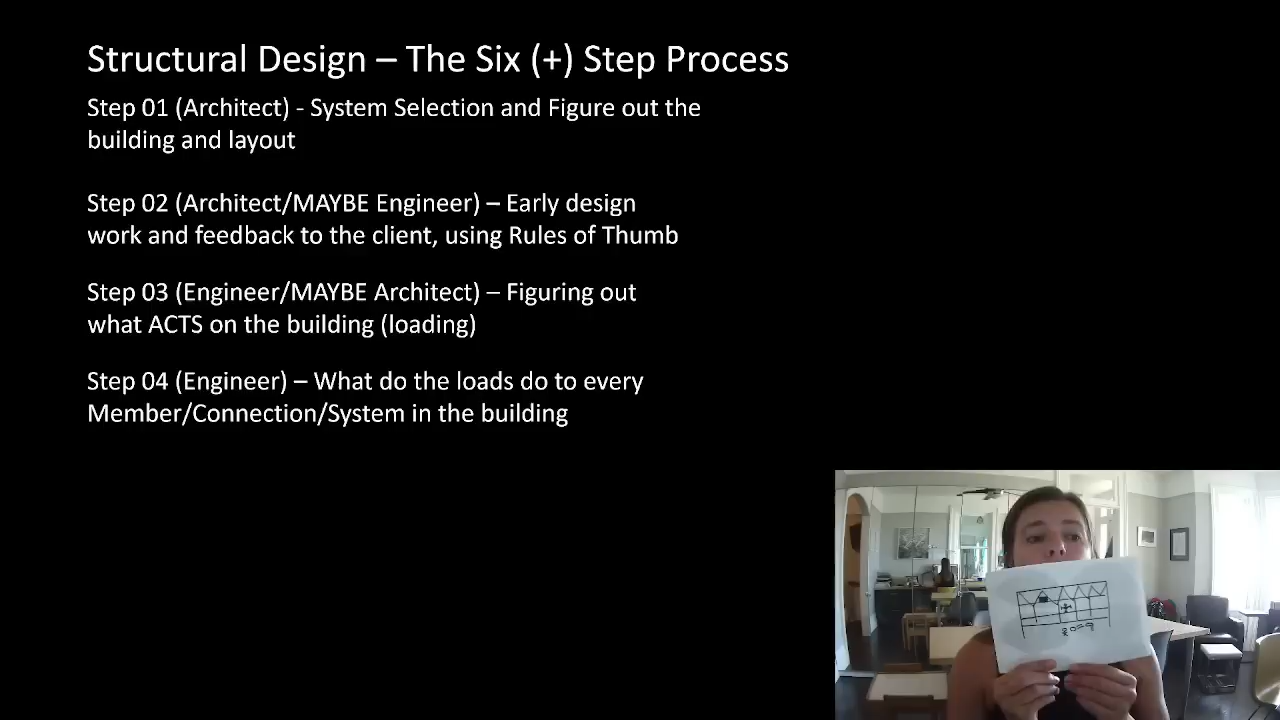 Structural Design – The Six (+) Step Process
Step 01 (Architect) - System Selection and Figure out the
building and layout
Step 02 (Architect/MAYBE Engineer) – Early design
work and feedback to the client, using Rules of Thumb
Step 03 (Engineer/MAYBE Architect) – Figuring out
what ACTS on the building (loading)
Step 04 (Engineer) – What do the loads do to every
Member/Connection/System in the building